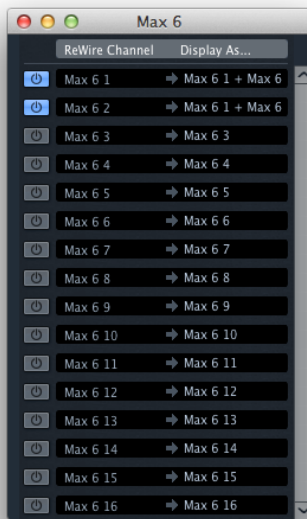 Max 6
ReWire Channel Display As...
Max 6 1 Max 6 1 + Max 6
Max 6 2 Max 6 1 + Max 6
Max 6 3 Max 6 3
Max 6 4 Max 6 4
Max 6 5 Max 6 5
Max 6 6 Max 6 6
Max 6 7 Max 6 7
Max 6 8 Max 6 8
Max 6 9 Max 6 9
Max 6 10 Max 6 10
Max 6 11 Max 6 11
Max 6 12 Max 6 12
Max 6 13 Max 6 13
Max 6 14 Max 6 14
Max 6 15 Max 6 15
Max 6 16 Max 6 16